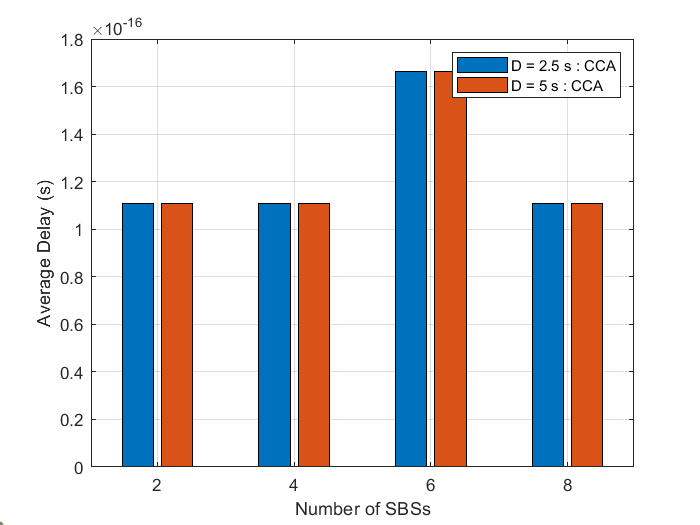 ×10-16
1.8
1.6
1.4
1.2
1
0.8
0.6
0.4
0.2
0
Average Delay (s)
D = 2.5 s : CCA
D = 5 s : CCA
2 4 6 8
Number of SBSs